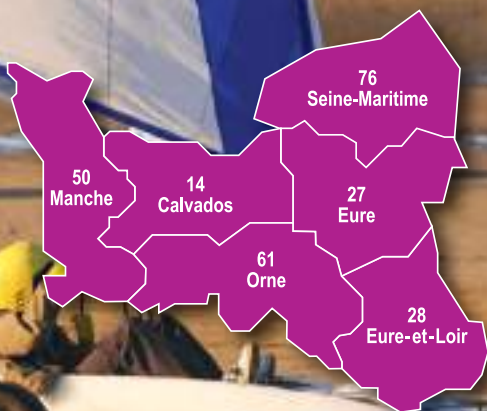 76
Seine-Maritime
50
Manche
14
Calvados
27
Eure
61
Orne
28
Eure-et-Loir